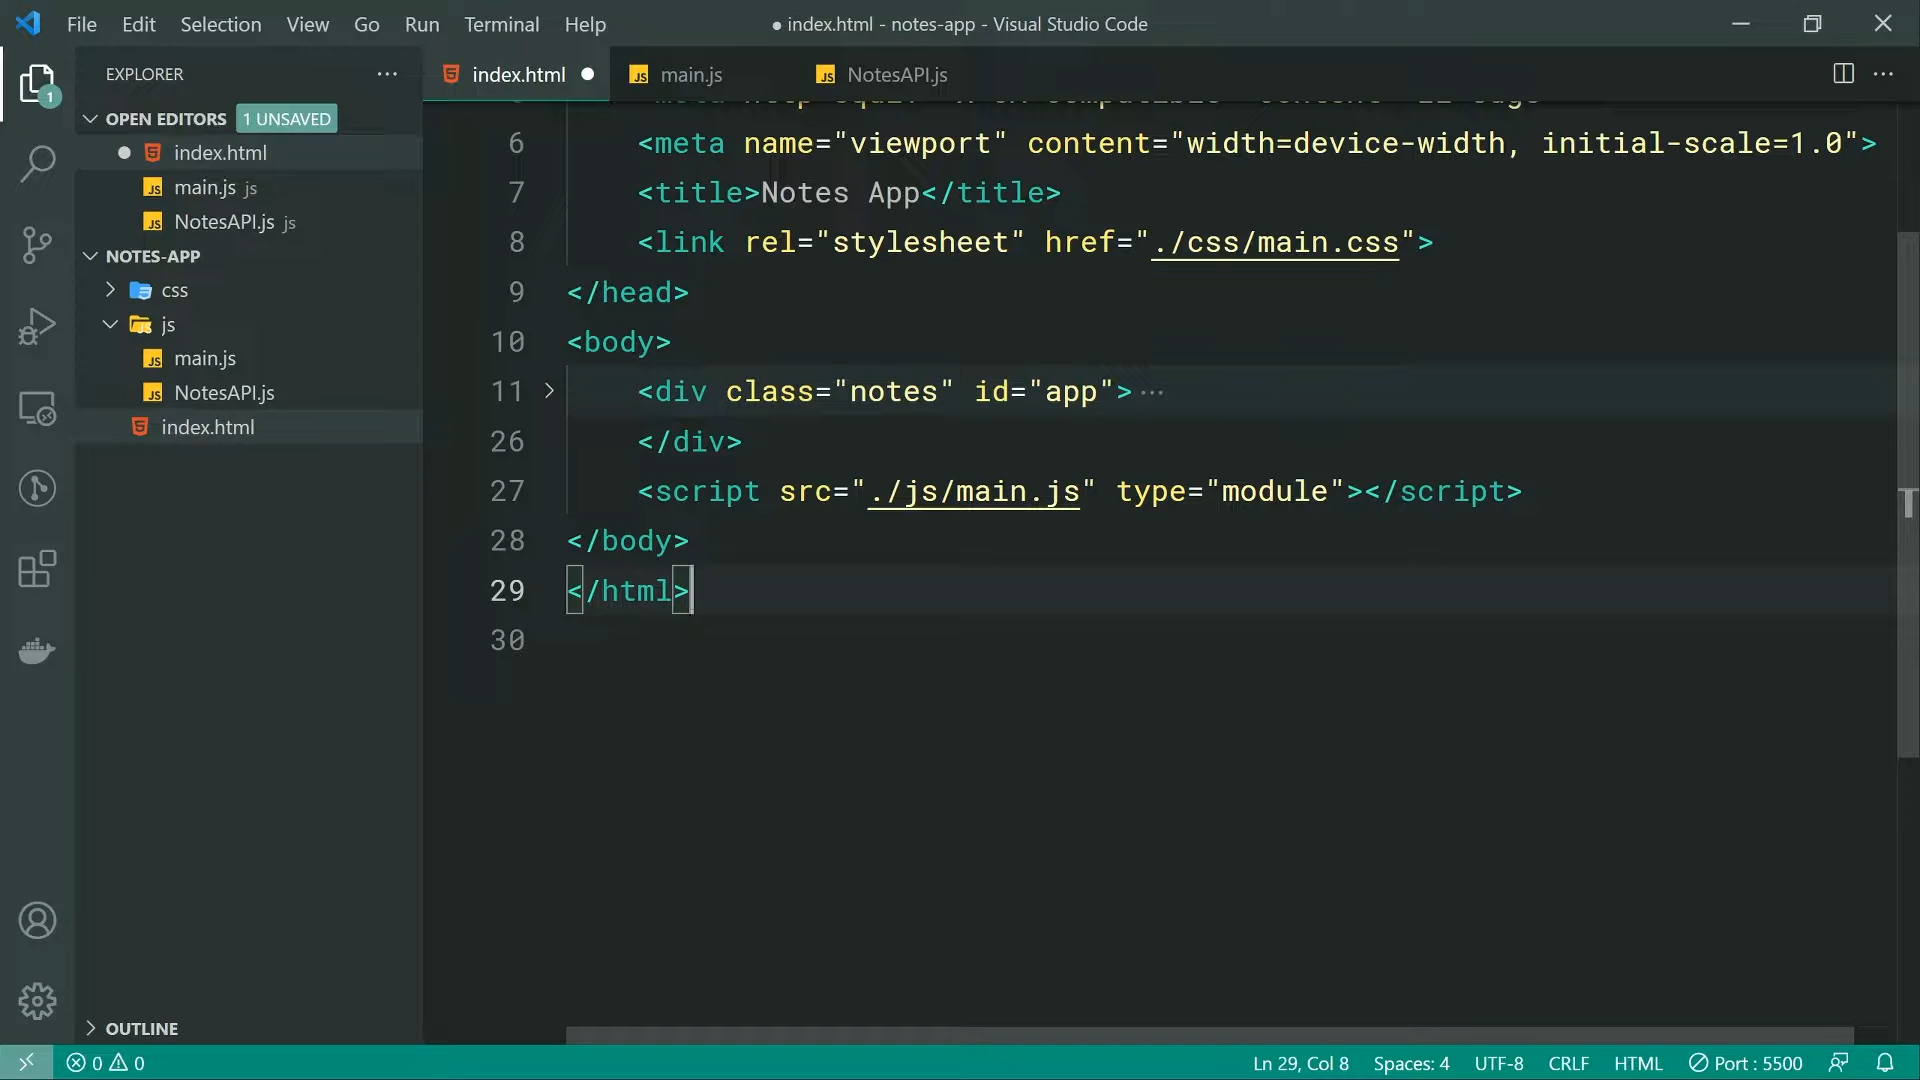 File Edit Selection View Go Run Terminal Help
● index.html - notes-app - Visual Studio Code
EXPLORER
1
OPEN EDITORS 1 UNSAVED
index.html
main.js js
NotesAPI.js js
NOTES-APP
css
js
main.js
NotesAPI.js
index.html
OUTLINE
index.html main.js NotesAPI.js
6 <meta name="viewport" content="width=device-width, initial-scale=1.0">
7 <title>Notes App</title>
8 <link rel="stylesheet" href="./css/main.css">
9 </head>
10 <body>
11 <div class="notes" id="app">···
26 </div>
27 <script src="./js/main.js" type="module"></script>
28 </body>
29 </html>
30
0 0 Ln 29, Col 8 Spaces: 4 UTF-8 CRLF HTML Port : 5500